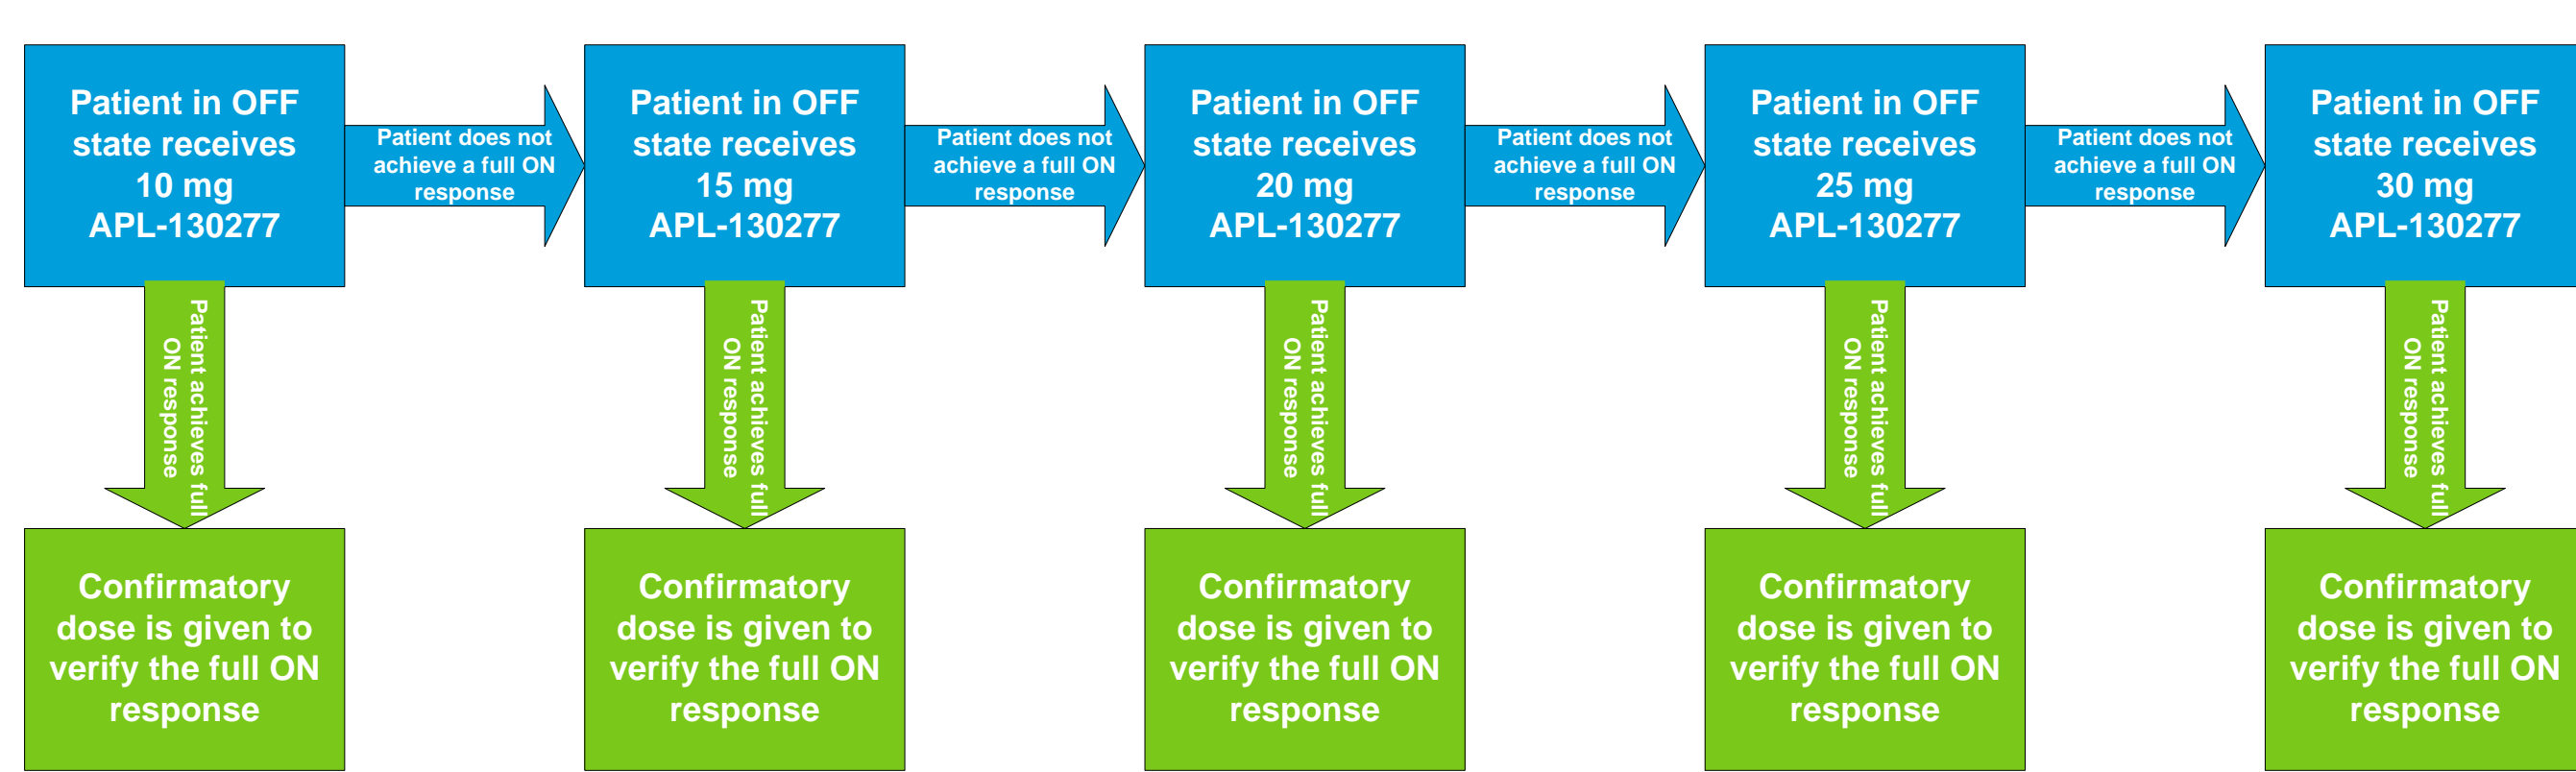 Patient in OFF
state receives
10 mg
APL-130277
Patient does not
achieve a full ON
response
Patient in OFF
state receives
15 mg
APL-130277
Patient does not
achieve a full ON
response
Patient in OFF
state receives
20 mg
APL-130277
Patient does not
achieve a full ON
response
Patient in OFF
state receives
25 mg
APL-130277
Patient does not
achieve a full ON
response
Patient in OFF
state receives
30 mg
APL-130277
Patient achieves full
ON response
Patient achieves full
ON response
Patient achieves full
ON response
Patient achieves full
ON response
Patient achieves full
ON response
Confirmatory
dose is given to
verify the full ON
response
Confirmatory
dose is given to
verify the full ON
response
Confirmatory
dose is given to
verify the full ON
response
Confirmatory
dose is given to
verify the full ON
response
Confirmatory
dose is given to
verify the full ON
response